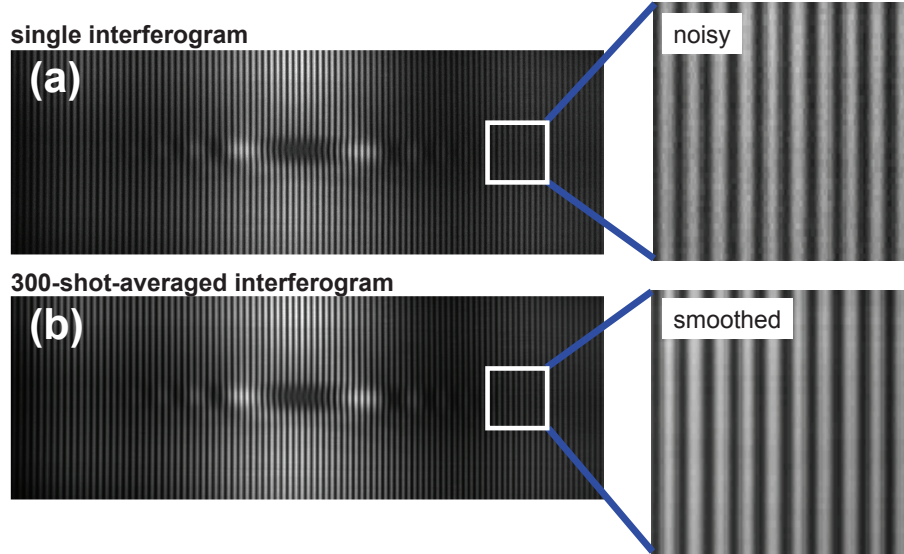 single interferogram
(a)
noisy
300-shot-averaged interferogram
(b)
smoothed